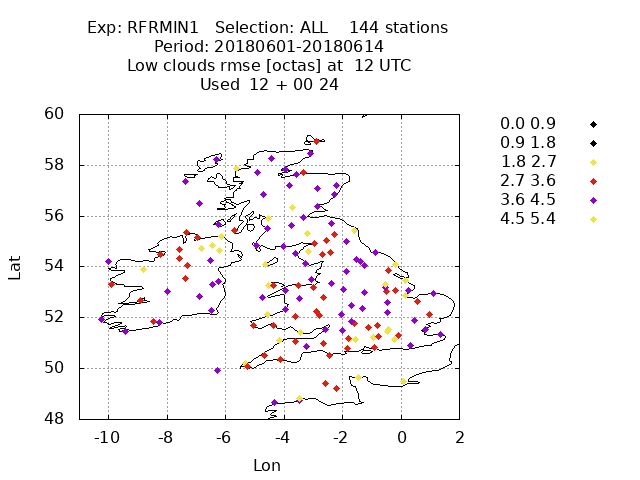 Exp: RFRMIN1 Selection: ALL 144 stations
Period: 20180601-20180614
Low clouds rmse [octas] at 12 UTC
Used 12 + 00 24
60
58
56
54
52
50
48
Lat
-10 -8 -6 -4 -2 0 2
Lon
0.0 0.9
0.9 1.8
1.8 2.7
2.7 3.6
3.6 4.5
4.5 5.4